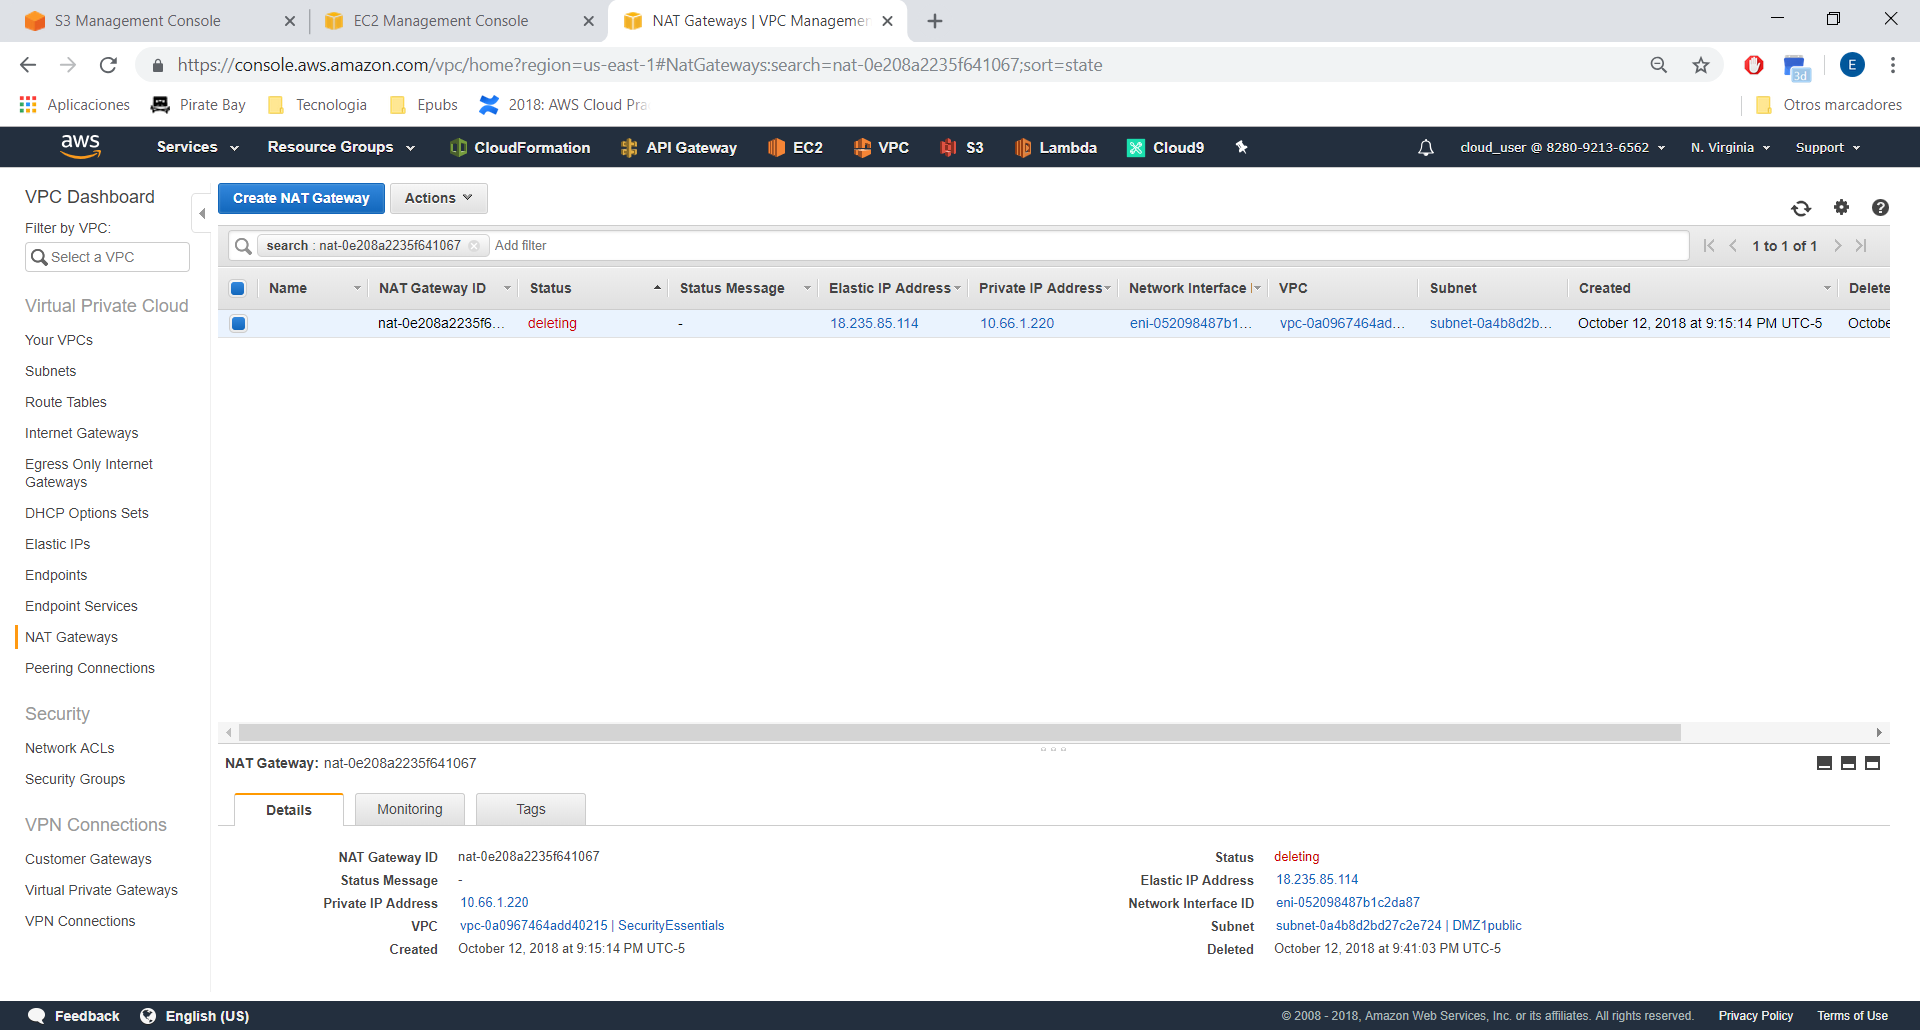 S3 Management Console
EC2 Management Console
NAT Gateways | VPC Managemen
https://console.aws.amazon.com/vpc/home?region=us-east-1#NatGateways:search=nat-0e208a2235f641067;sort=state
3d
E
Aplicaciones
Pirate Bay
Tecnologia
Epubs
2018: AWS Cloud Pra
Otros marcadores
aws
Services
Resource Groups
CloudFormation
API Gateway
EC2
VPC
S3
Lambda
Cloud9
cloud_user @ 8280-9213-6562
N. Virginia
Support
VPC Dashboard
Filter by VPC:
Select a VPC
Virtual Private Cloud
Your VPCs
Subnets
Route Tables
Internet Gateways
Egress Only Internet
Gateways
DHCP Options Sets
Elastic IPs
Endpoints
Endpoint Services
NAT Gateways
Peering Connections
Security
Network ACLs
Security Groups
VPN Connections
Customer Gateways
Virtual Private Gateways
VPN Connections
Create NAT Gateway
Actions
search : nat-0e208a2235f641067
Add filter
1 to 1 of 1
Name NAT Gateway ID Status Status Message Elastic IP Address Private IP Address Network Interface I VPC Subnet Created Delete
nat-0e208a2235f6... deleting - 18.235.85.114 10.66.1.220 eni-052098487b1... vpc-0a0967464ad... subnet-0a4b8d2b... October 12, 2018 at 9:15:14 PM UTC-5 Octobe
NAT Gateway: nat-0e208a2235f641067
Details
Monitoring
Tags
NAT Gateway ID nat-0e208a2235f641067
Status Message -
Private IP Address 10.66.1.220
VPC vpc-0a0967464add40215 | SecurityEssentials
Created October 12, 2018 at 9:15:14 PM UTC-5
Status deleting
Elastic IP Address 18.235.85.114
Network Interface ID eni-052098487b1c2da87
Subnet subnet-0a4b8d2bd27c2e724 | DMZ1public
Deleted October 12, 2018 at 9:41:03 PM UTC-5
Feedback
English (US)
© 2008 - 2018, Amazon Web Services, Inc. or its affiliates. All rights reserved.
Privacy Policy
Terms of Use